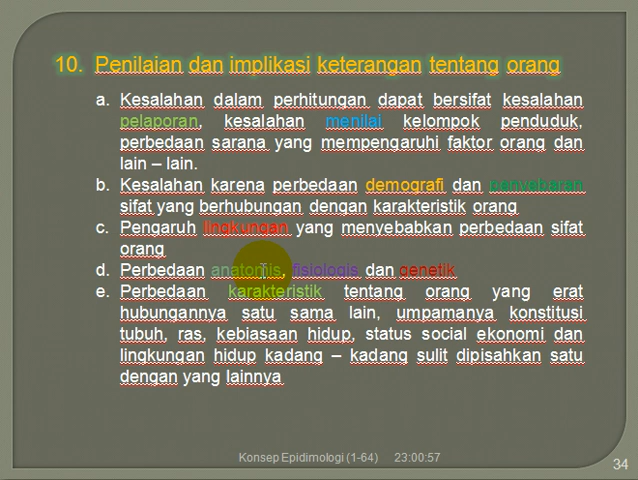 10. Penilaian dan implikasi keterangan tentang orang
a. Kesalahan dalam perhitungan dapat bersifat kesalahan
pelaporan, kesalahan menilai kelompok penduduk,
perbedaan sarana yang mempengaruhi faktor orang dan
lain – lain.
b. Kesalahan karena perbedaan demografi dan penyebaran
sifat yang berhubungan dengan karakteristik orang
c. Pengaruh lingkungan yang menyebabkan perbedaan sifat
orang
d. Perbedaan anatomis, fisiologis dan genetik
e. Perbedaan karakteristik tentang orang yang erat
hubungannya satu sama lain, umpamanya konstitusi
tubuh, ras, kebiasaan hidup, status social ekonomi dan
lingkungan hidup kadang – kadang sulit dipisahkan satu
dengan yang lainnya
Konsep Epidimologi (1-64) 23:00:57
34